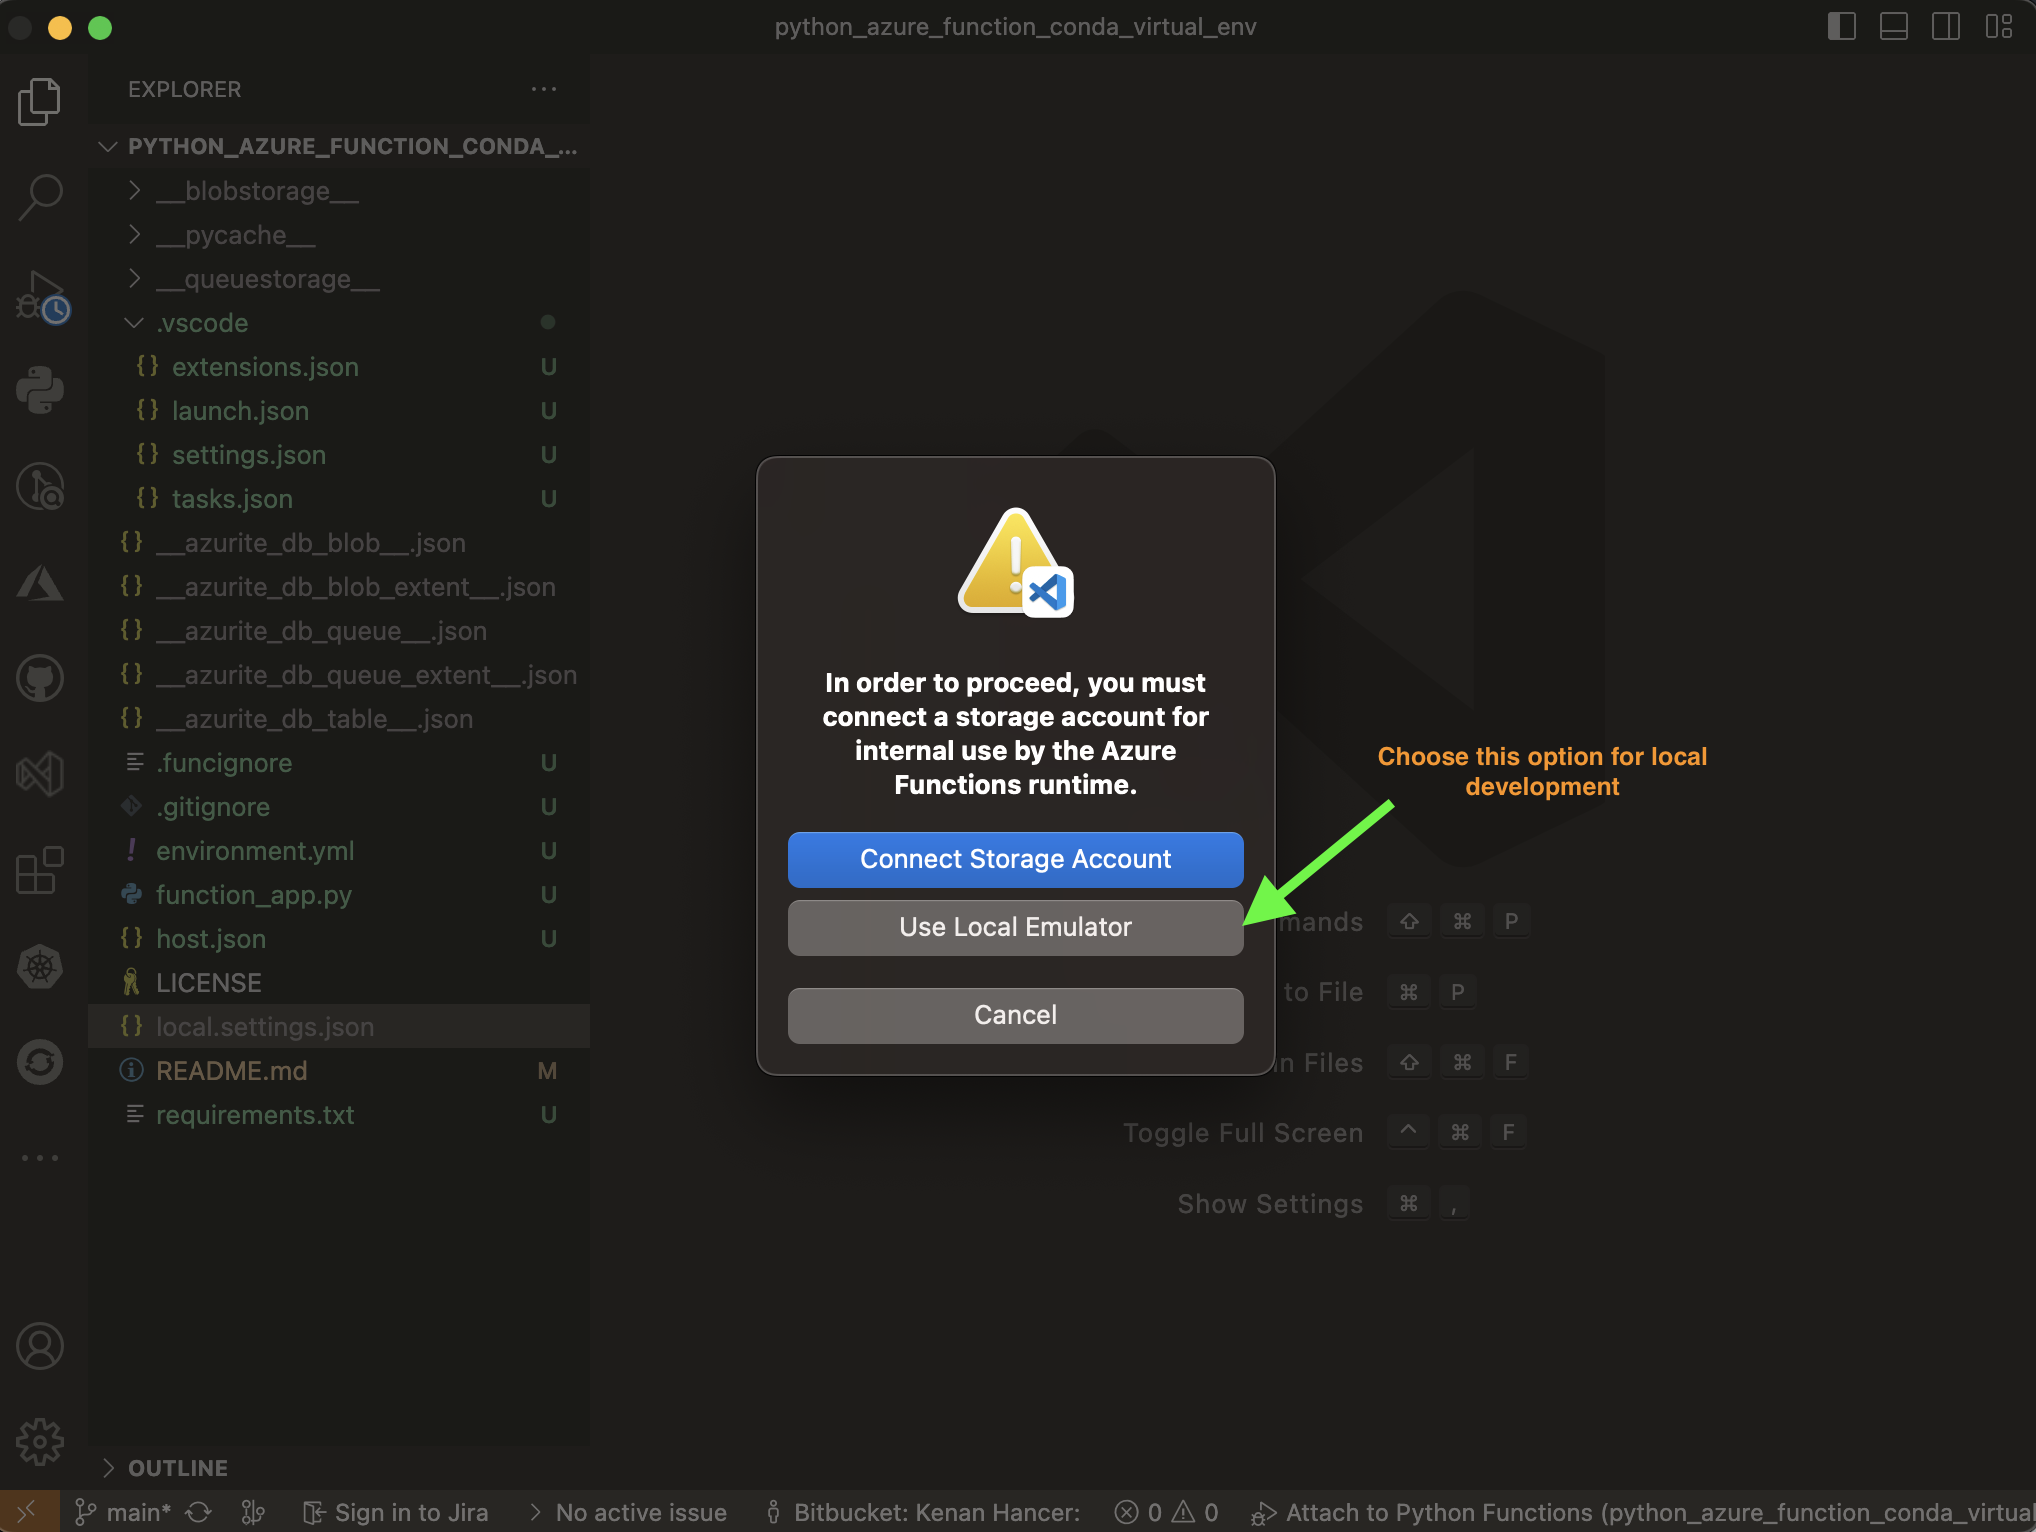 python_azure_function_conda_virtual_env
EXPLORER
PYTHON_AZURE_FUNCTION_CONDA_...
__blobstorage__
__pycache__
__queuestorage__
.vscode
extensions.json U
launch.json U
settings.json U
tasks.json U
__azurite_db_blob__.json
__azurite_db_blob_extent__.json
__azurite_db_queue__.json
__azurite_db_queue_extent__.json
__azurite_db_table__.json
.funcignore U
.gitignore U
environment.yml U
function_app.py U
host.json U
LICENSE
local.settings.json
README.md M
requirements.txt U
OUTLINE
In order to proceed, you must
connect a storage account for
internal use by the Azure
Functions runtime.
Connect Storage Account
Use Local Emulator
Cancel
Choose this option for local
development
mands ⇧ ⌘ P
to File ⌘ P
in Files ⇧ ⌘ F
Toggle Full Screen ^ ⌘ F
Show Settings ⌘ ,
main* Sign in to Jira No active issue Bitbucket: Kenan Hancer: 0 0 Attach to Python Functions (python_azure_function_conda_virtua